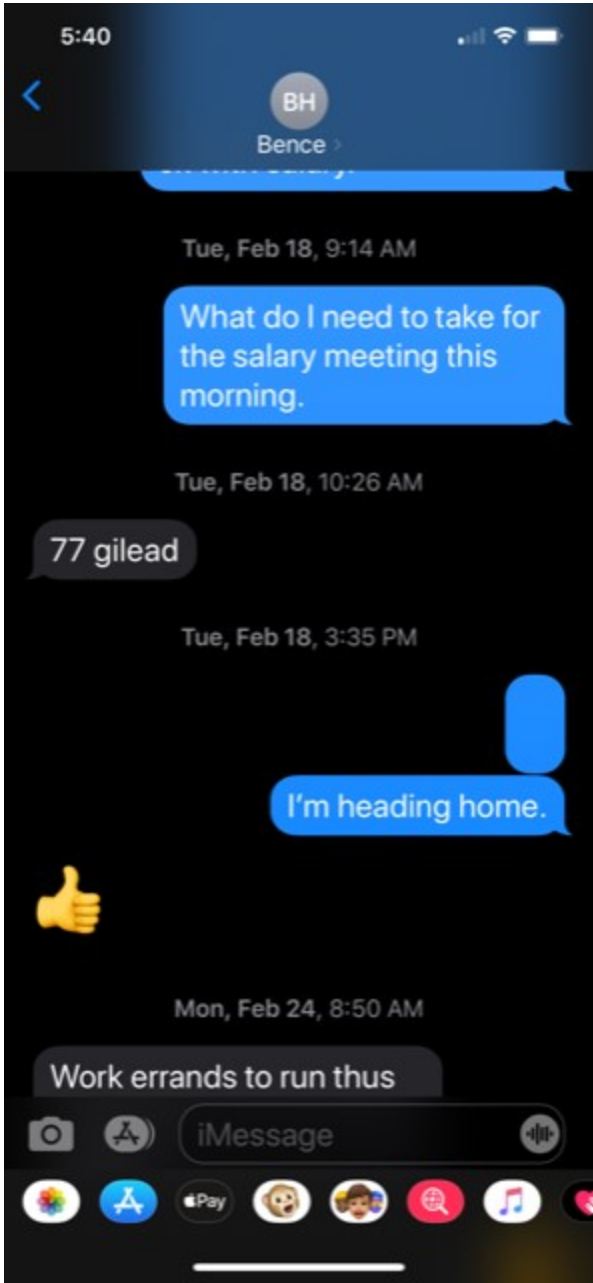 5:40
BH
Bence
Tue, Feb 18, 9:14 AM
What do I need to take for
the salary meeting this
morning.
Tue, Feb 18, 10:26 AM
77 gilead
Tue, Feb 18, 3:35 PM
I'm heading home.
Mon, Feb 24, 8:50 AM
Work errands to run thus
iMessage
Pay